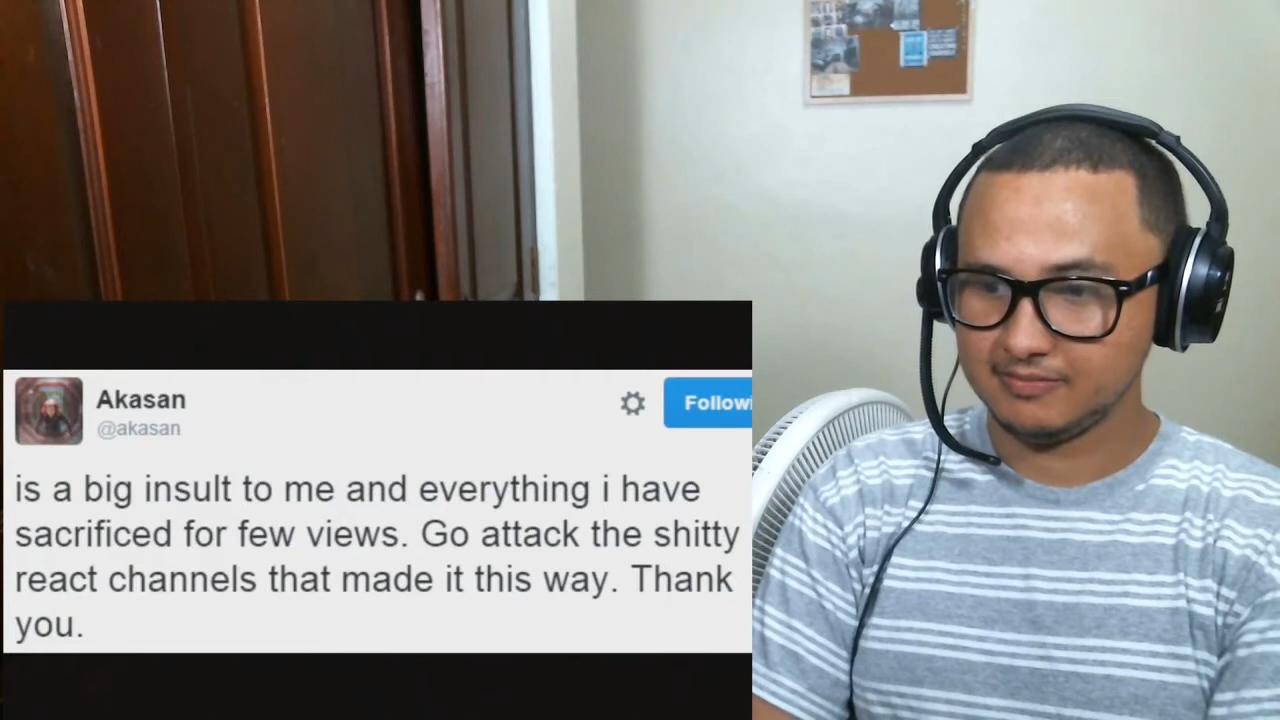 Akasan
@akasan
Followi
is a big insult to me and everything i have
sacrificed for few views. Go attack the shitty
react channels that made it this way. Thank
you.